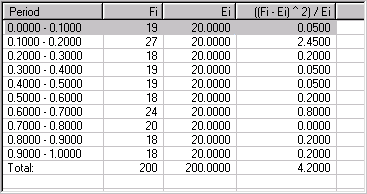 Period Fi Ei ((Fi - Ei) ^ 2) / Ei
0.0000 - 0.1000 19 20.0000 0.0500
0.1000 - 0.2000 27 20.0000 2.4500
0.2000 - 0.3000 18 20.0000 0.2000
0.3000 - 0.4000 19 20.0000 0.0500
0.4000 - 0.5000 19 20.0000 0.0500
0.5000 - 0.6000 18 20.0000 0.2000
0.6000 - 0.7000 24 20.0000 0.8000
0.7000 - 0.8000 20 20.0000 0.0000
0.8000 - 0.9000 18 20.0000 0.2000
0.9000 - 1.0000 18 20.0000 0.2000
Total: 200 200.0000 4.2000